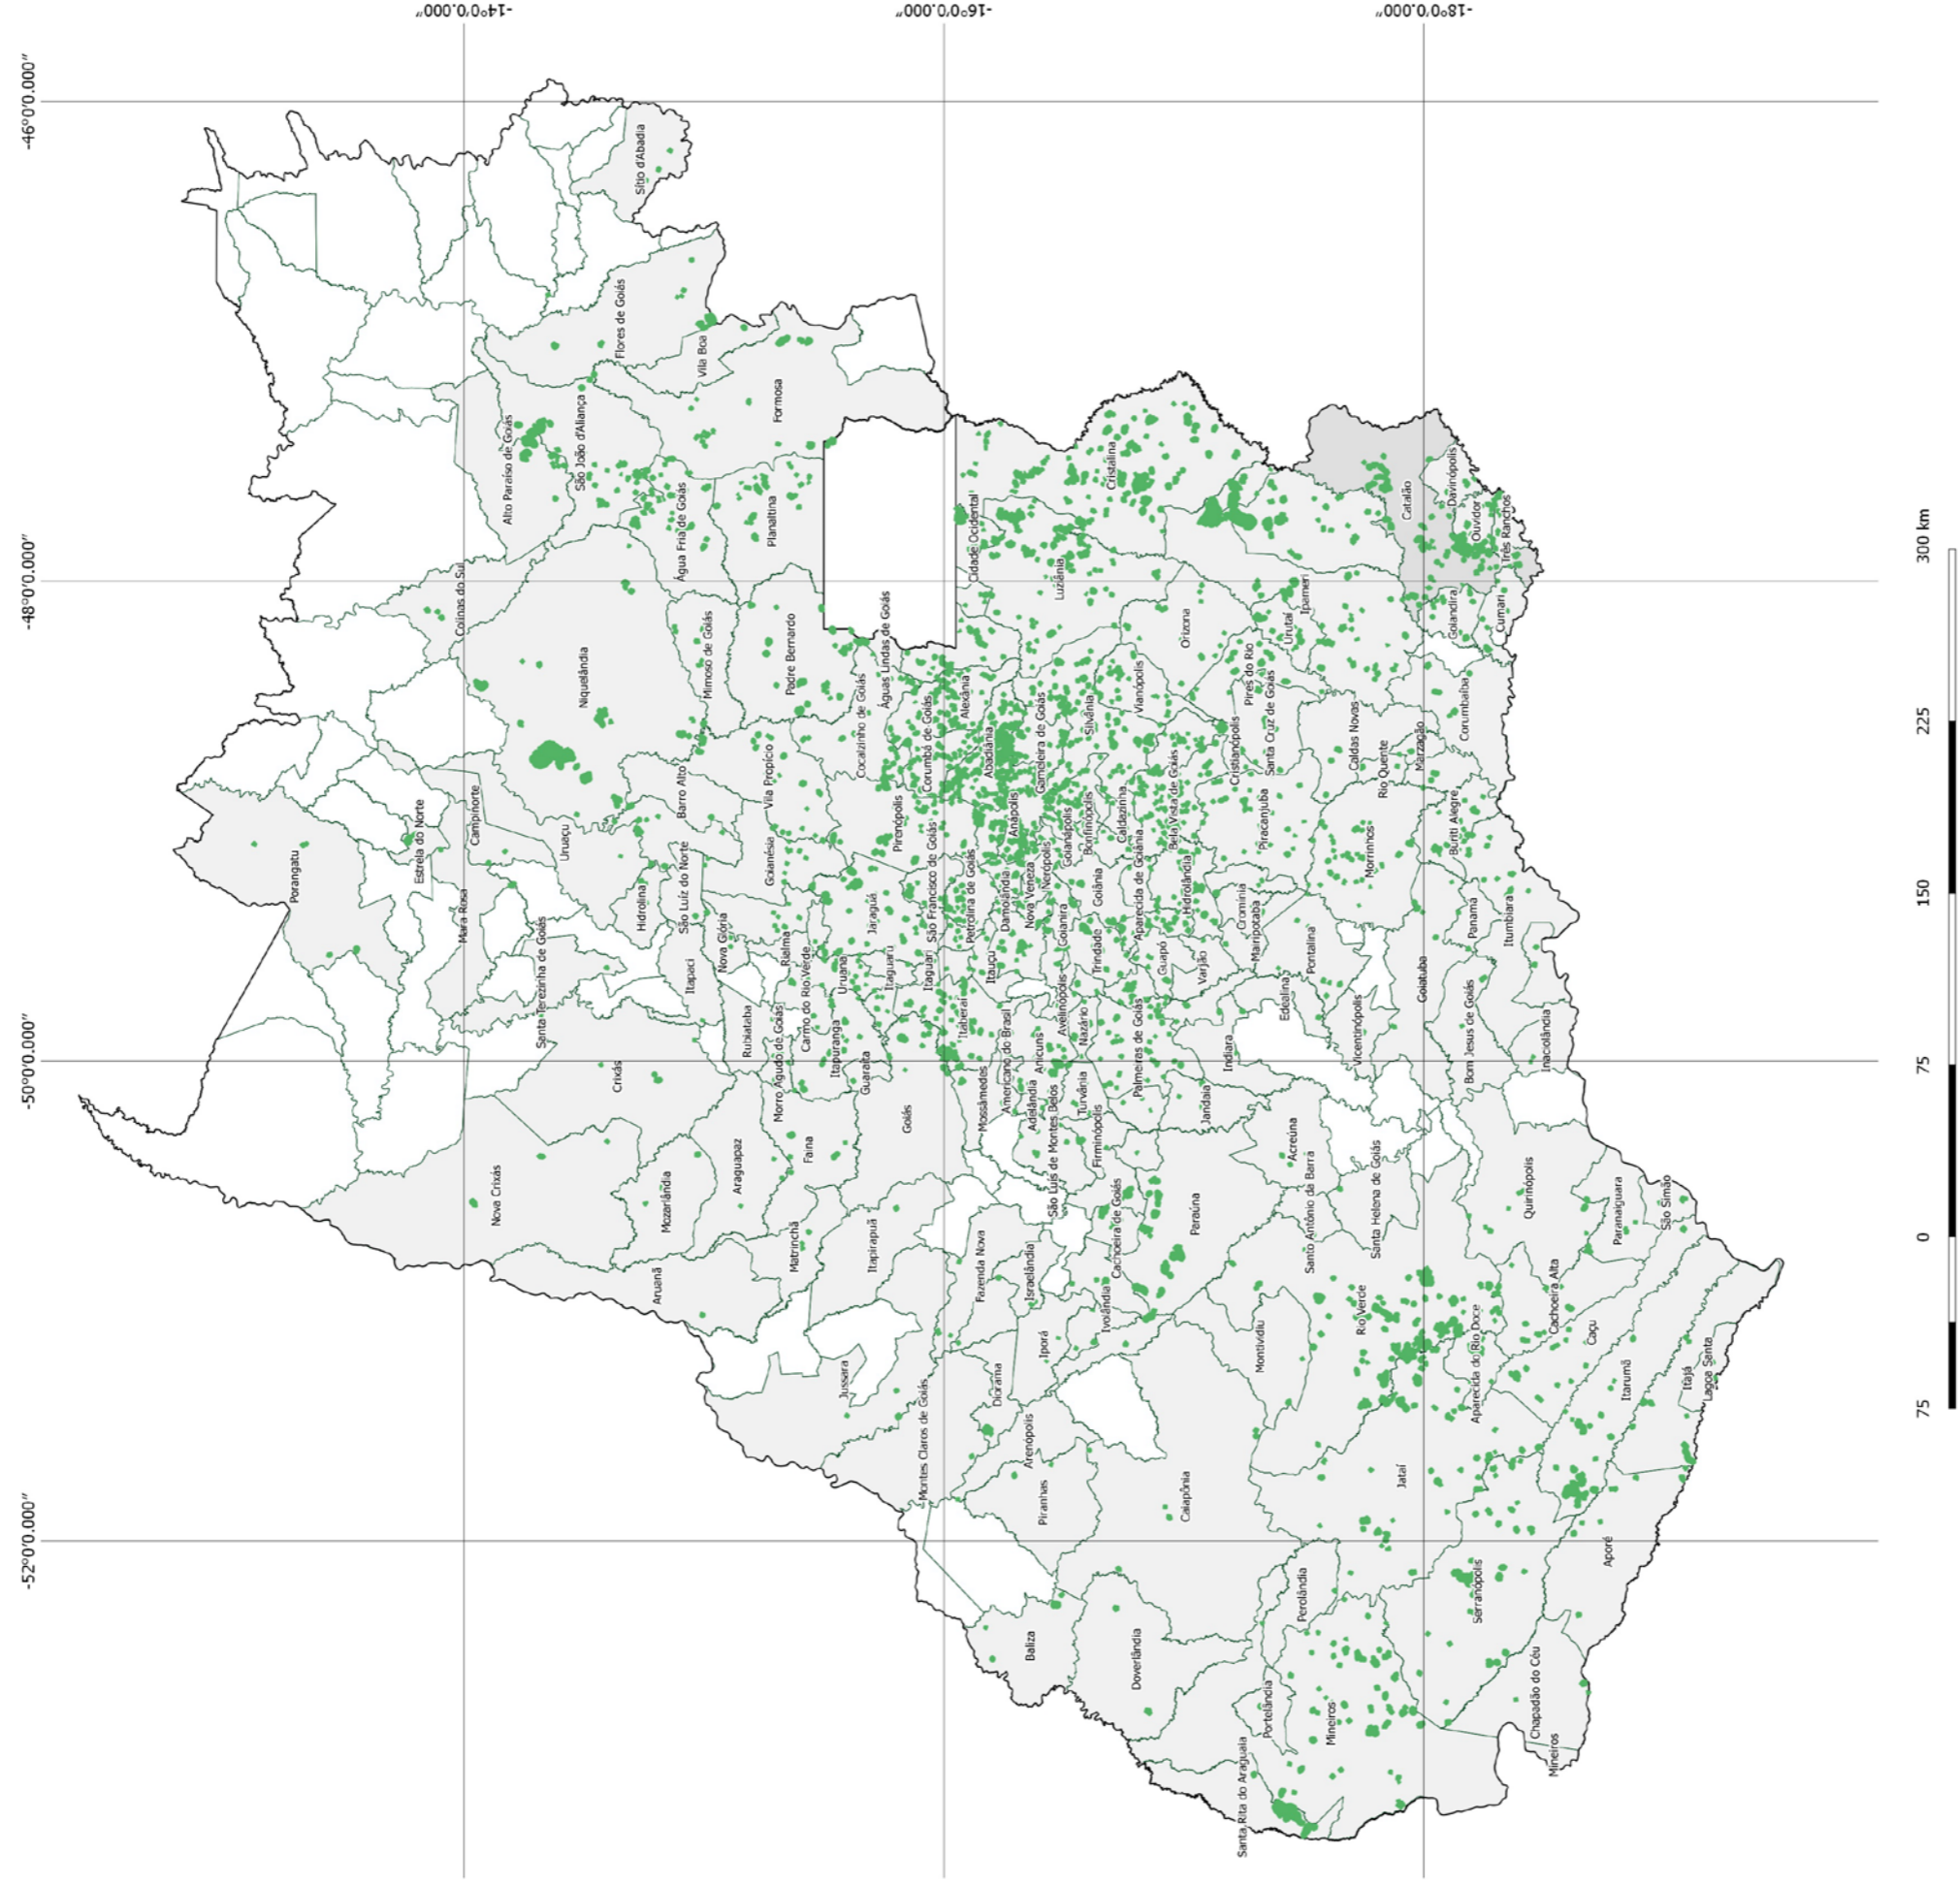 -14°0'0.000"
-16°0'0.000"
-18°0'0.000"
-46°0'0.000"
-48°0'0.000"
-50°0'0.000"
-52°0'0.000"
Sítio d'Abadia
Flores de Goiás
Vila Boa
Formosa
Alto Paraíso de Goiás
São João d'Aliança
Água Fria de Goiás
Planaltina
Cristalina
Cidade Ocidental
Luziânia
Catalão
Davinópolis
Ouvidor
Três Ranchos
Goiandira
Cumari
Colinas do Sul
Niquelândia
Mimoso de Goiás
Padre Bernardo
Águas Lindas de Goiás
Cocalzinho de Goiás
Corumbá de Goiás
Alexânia
Abadiânia
Gameleira de Goiás
Silvânia
Vianópolis
Orizona
Pires do Rio
Urutaí
Ipameri
Santa Cruz de Goiás
Cristianópolis
Caldas Novas
Rio Quente
Marzagão
Corumbaíba
Porangatu
Estrela do Norte
Campinorte
Mara Rosa
Uruaçu
Barro Alto
Vila Propício
Goianésia
Pirenópolis
São Francisco de Goiás
Petrolina de Goiás
Anápolis
Goianápolis
Bonfinópolis
Caldazinha
Bela Vista de Goiás
Piracanjuba
Morrinhos
Buriti Alegre
Hidrolina
São Luíz do Norte
Nova Glória
Rialma
Jaraguá
Damolândia
Nova Veneza
Nerópolis
Goianira
Goiânia
Aparecida de Goiânia
Hidrolândia
Cromínia
Mairipotaba
Pontalina
Panamá
Itumbiara
Santa Terezinha de Goiás
Itapaci
Rubiataba
Carmo do Rio Verde
Uruana
Itaguaru
Itaguari
Itauçu
Itaberaí
Avelinópolis
Trindade
Guapó
Varjão
Edealina
Goiatuba
Vicentinópolis
Bom Jesus de Goiás
Inaciolândia
Crixás
Morro Agudo de Goiás
Itapuranga
Guaraíta
Goiás
Mossâmedes
Americano do Brasil
Anicuns
Adelândia
Nazário
Turvânia
Palmeiras de Goiás
Indiara
Jandaia
Firminópolis
São Luís de Montes Belos
Acreúna
Santo Antônio da Barra
Santa Helena de Goiás
Quirinópolis
Paranaiguara
São Simão
Nova Crixás
Mozarlândia
Araguapaz
Faina
Matrinchã
Aruanã
Itapirapuã
Fazenda Nova
Israelândia
Cachoeira de Goiás
Paraúna
Ivolândia
Iporá
Montividiu
Rio Verde
Aparecida do Rio Doce
Cachoeira Alta
Caçu
Itarumã
Itajá
Lagoa Santa
Jussara
Montes Claros de Goiás
Diorama
Arenópolis
Piranhas
Caiapônia
Jataí
Aporé
Serranópolis
Perolândia
Baliza
Doverlândia
Portelândia
Mineiros
Chapadão do Céu
Mineiros
Santa Rita do Araguaia
75 0 75 150 225 300 km